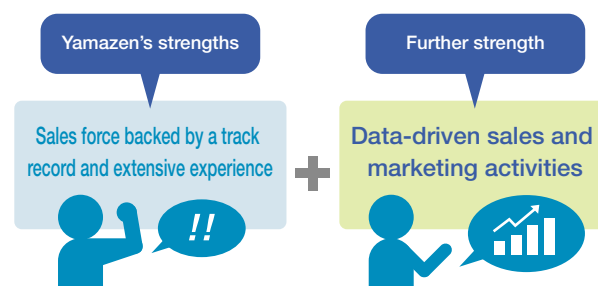 Yamazen's strengths
Sales force backed by a track
record and extensive experience
!!
Further strength
Data-driven sales and
marketing activities